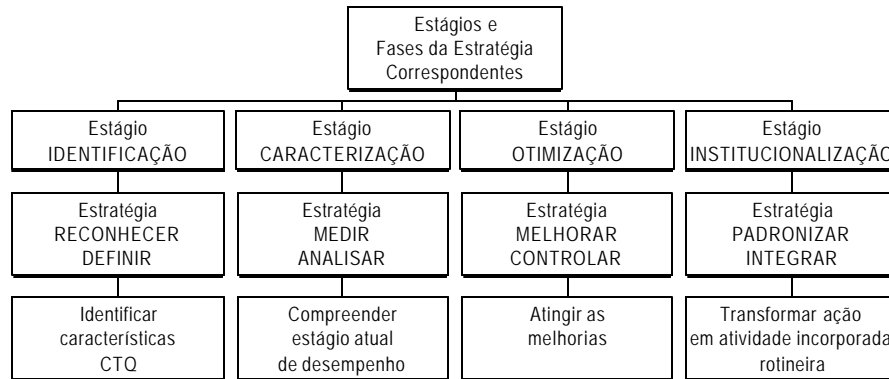 Estágios e
Fases da Estratégia
Correspondentes
Estágio
IDENTIFICAÇÃO
Estágio
CARACTERIZAÇÃO
Estágio
OTIMIZAÇÃO
Estágio
INSTITUCIONALIZAÇÃO
Estratégia
RECONHECER
DEFINIR
Estratégia
MEDIR
ANALISAR
Estratégia
MELHORAR
CONTROLAR
Estratégia
PADRONIZAR
INTEGRAR
Identificar
características
CTQ
Compreender
estágio atual
de desempenho
Atingir as
melhorias
Transformar ação
em atividade incorporada
rotineira